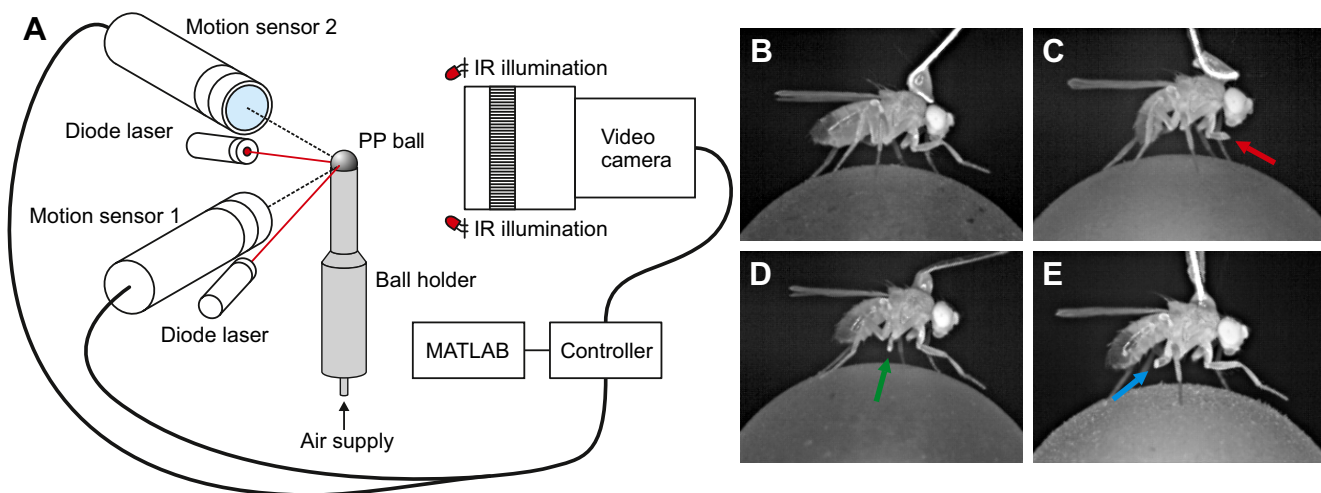 A
Motion sensor 2
Diode laser
Motion sensor 1
Diode laser
PP ball
Ball holder
Air supply
IR illumination
Video
camera
IR illumination
MATLAB
Controller
B
C
D
E